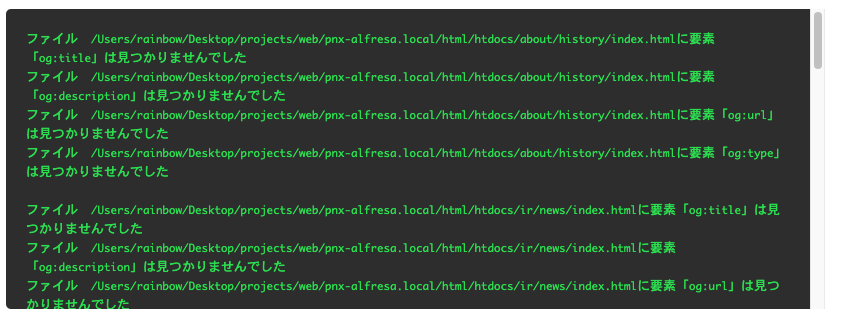 ファイル　/Users/rainbow/Desktop/projects/web/pnx-alfresa.local/html/htdocs/about/history/index.htmlに要素
「og:title」は見つかりませんでした
ファイル　/Users/rainbow/Desktop/projects/web/pnx-alfresa.local/html/htdocs/about/history/index.htmlに要素
「og:description」は見つかりませんでした
ファイル　/Users/rainbow/Desktop/projects/web/pnx-alfresa.local/html/htdocs/about/history/index.htmlに要素「og:url」
は見つかりませんでした
ファイル　/Users/rainbow/Desktop/projects/web/pnx-alfresa.local/html/htdocs/about/history/index.htmlに要素「og:type」
は見つかりませんでした
ファイル　/Users/rainbow/Desktop/projects/web/pnx-alfresa.local/html/htdocs/ir/news/index.htmlに要素「og:title」は見
つかりませんでした
ファイル　/Users/rainbow/Desktop/projects/web/pnx-alfresa.local/html/htdocs/ir/news/index.htmlに要素
「og:description」は見つかりませんでした
ファイル　/Users/rainbow/Desktop/projects/web/pnx-alfresa.local/html/htdocs/ir/news/index.htmlに要素「og:url」は見つ
かりませんでした